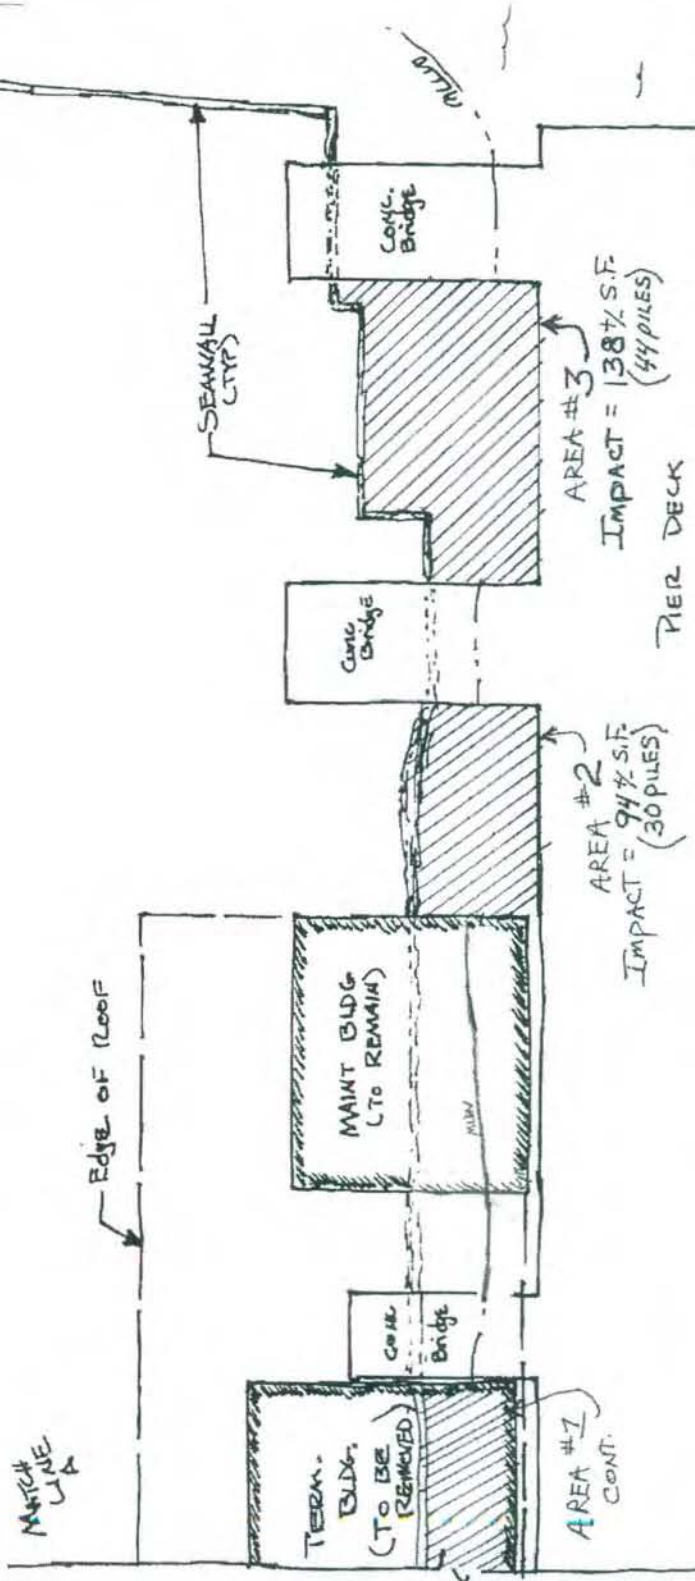 MATCH
LINE
A
Edge OF ROOF
SEAWALL
(TYP)
TERM.
BLDG.
(TO BE
REMOVED)
CONC
Bridge
MAINT BLDG
(TO REMAIN)
MLW
Conc
Bridge
CONC.
Bridge
AREA #1
CONT.
AREA #2
IMPACT = 94 % S.F.
(30 PILES)
AREA #3
IMPACT = 138 % S.F.
(44 PILES)
PIER DECK